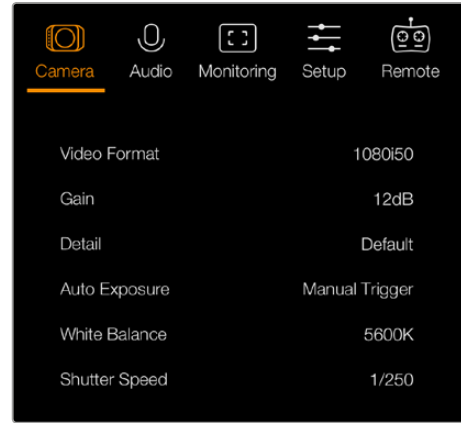 Camera Audio Monitoring Setup Remote
Video Format 1080i50
Gain 12dB
Detail Default
Auto Exposure Manual Trigger
White Balance 5600K
Shutter Speed 1/250